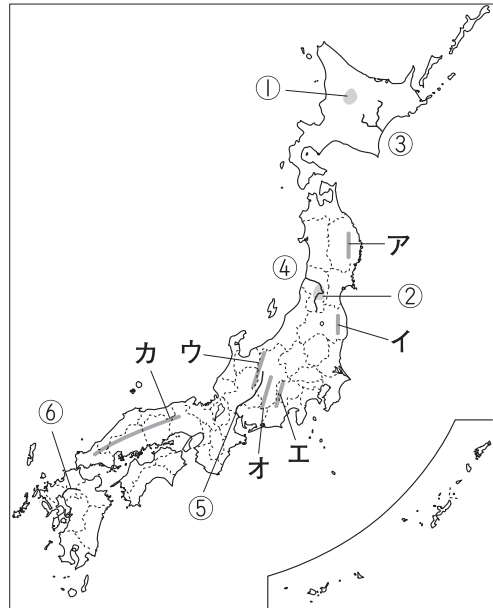 ①
③
ア
④
②
イ
カ
ウ
⑥
オ
エ
⑤